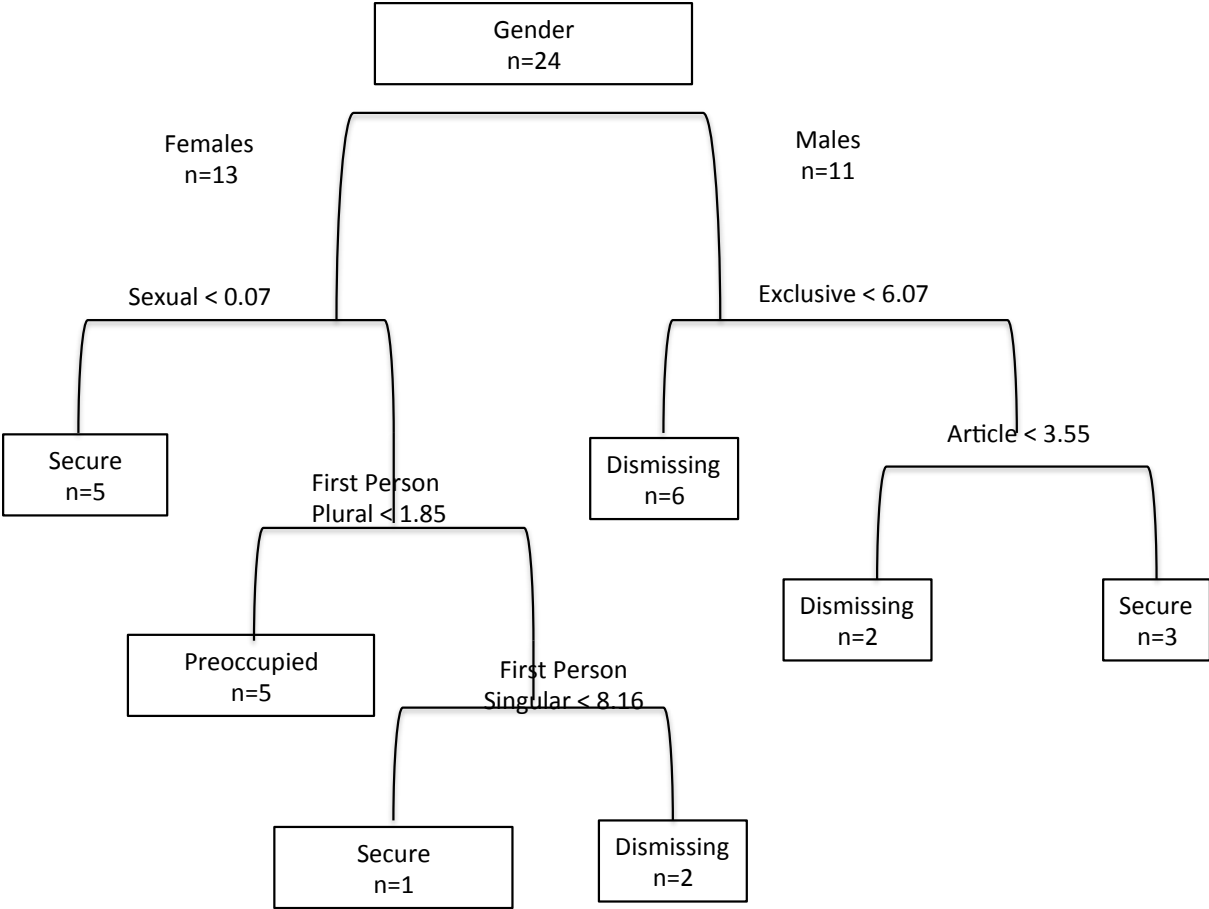 Gender
n=24
Females
n=13
Males
n=11
Sexual < 0.07
Exclusive < 6.07
Secure
n=5
First Person
Plural < 1.85
Dismissing
n=6
Article < 3.55
Preoccupied
n=5
First Person
Singular < 8.16
Dismissing
n=2
Secure
n=3
Secure
n=1
Dismissing
n=2